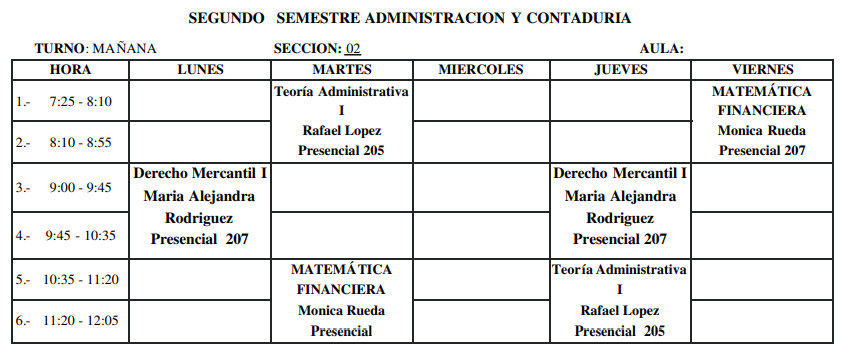 SEGUNDO SEMESTRE ADMINISTRACION Y CONTADURIA
TURNO: MAÑANA SECCION: 02 AULA:
HORA LUNES MARTES MIERCOLES JUEVES VIERNES
1.- 7:25 - 8:10
2.- 8:10 - 8:55
Teoría Administrativa
I
Rafael Lopez
Presencial 205
MATEMÁTICA
FINANCIERA
Monica Rueda
Presencial 207
3.- 9:00 - 9:45
4.- 9:45 - 10:35
Derecho Mercantil I
Maria Alejandra
Rodriguez
Presencial 207
Derecho Mercantil I
Maria Alejandra
Rodriguez
Presencial 207
5.- 10:35 - 11:20
6.- 11:20 - 12:05
MATEMÁTICA
FINANCIERA
Monica Rueda
Presencial
Teoría Administrativa
I
Rafael Lopez
Presencial 205